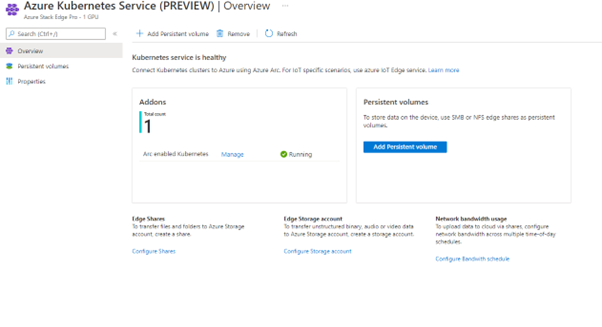 Azure Kubernetes Service (PREVIEW) | Overview ...
Azure Stack Edge Pro - 1 GPU
Search (Ctrl+/)
«
Add Persistent volume
Remove
Refresh
Overview
Persistent volumes
Properties
Kubernetes service is healthy
Connect Kubernetes clusters to Azure using Azure Arc. For IoT specific scenarios, use azure IoT Edge service. Learn more
Addons
Total count
1
Arc enabled Kubernetes
Manage
Running
Persistent volumes
To store data on the device, use SMB or NFS edge shares as persistent
volumes.
Add Persistent volume
Edge Shares
To transfer files and folders to Azure Storage
account, create a share.
Configure Shares
Edge Storage account
To transfer unstructured binary, audio or video data
to Azure Storage account, create a storage account.
Configure Storage account
Network bandwidth usage
To upload data to cloud via shares, configure
network bandwidth across multiple time-of-day
schedules.
Configure Bandwith schedule